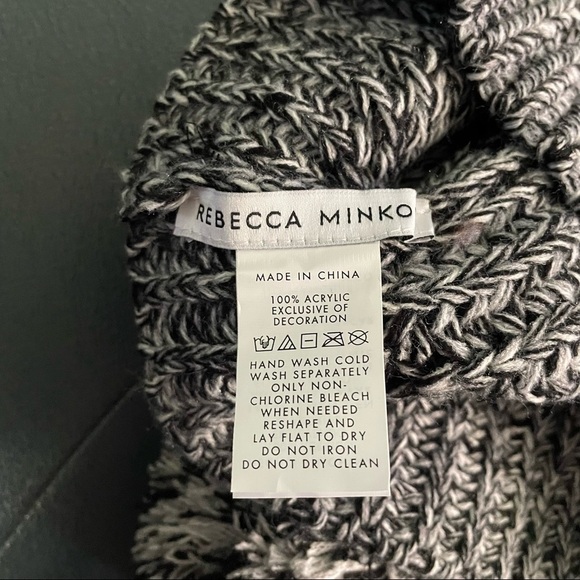 REBECCA MINKO
MADE IN CHINA
100% ACRYLIC
EXCLUSIVE OF
DECORATION
HAND WASH COLD
WASH SEPARATELY
ONLY NON-
CHLORINE BLEACH
WHEN NEEDED
RESHAPE AND
LAY FLAT TO DRY
DO NOT IRON
DO NOT DRY CLEAN